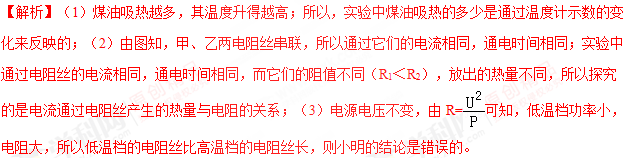 【解析】（1）煤油吸热越多，其温度升得越高；所以，实验中煤油吸热的多少是通过温度计示数的变
化来反映的；（2）由图知，甲、乙两电阻丝串联，所以通过它们的电流相同，通电时间相同；实验中
通过电阻丝的电流相同，通电时间相同，而它们的阻值不同（R₁＜R₂），放出的热量不同，所以探究
的是电流通过电阻丝产生的热量与电阻的关系；（3）电源电压不变，由 R=U²/P可知，低温档功率小，
电阻大，所以低温档的电阻丝比高温档的电阻丝长，则小明的结论是错误的。